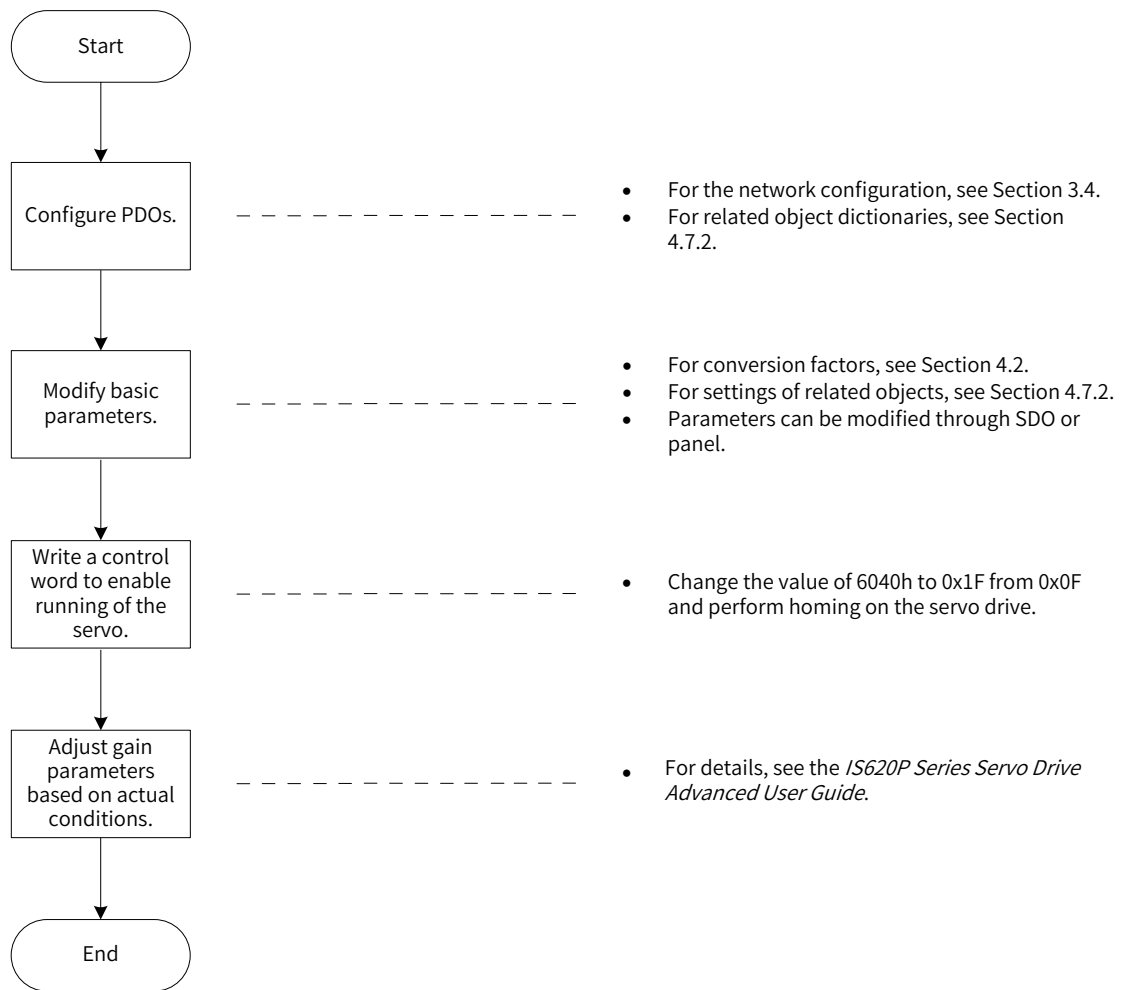 Start
Configure PDOs.
• For the network configuration, see Section 3.4.
• For related object dictionaries, see Section
4.7.2.
Modify basic
parameters.
• For conversion factors, see Section 4.2.
• For settings of related objects, see Section 4.7.2.
• Parameters can be modified through SDO or
panel.
Write a control
word to enable
running of the
servo.
• Change the value of 6040h to 0x1F from 0x0F
and perform homing on the servo drive.
Adjust gain
parameters
based on actual
conditions.
• For details, see the IS620P Series Servo Drive
Advanced User Guide.
End